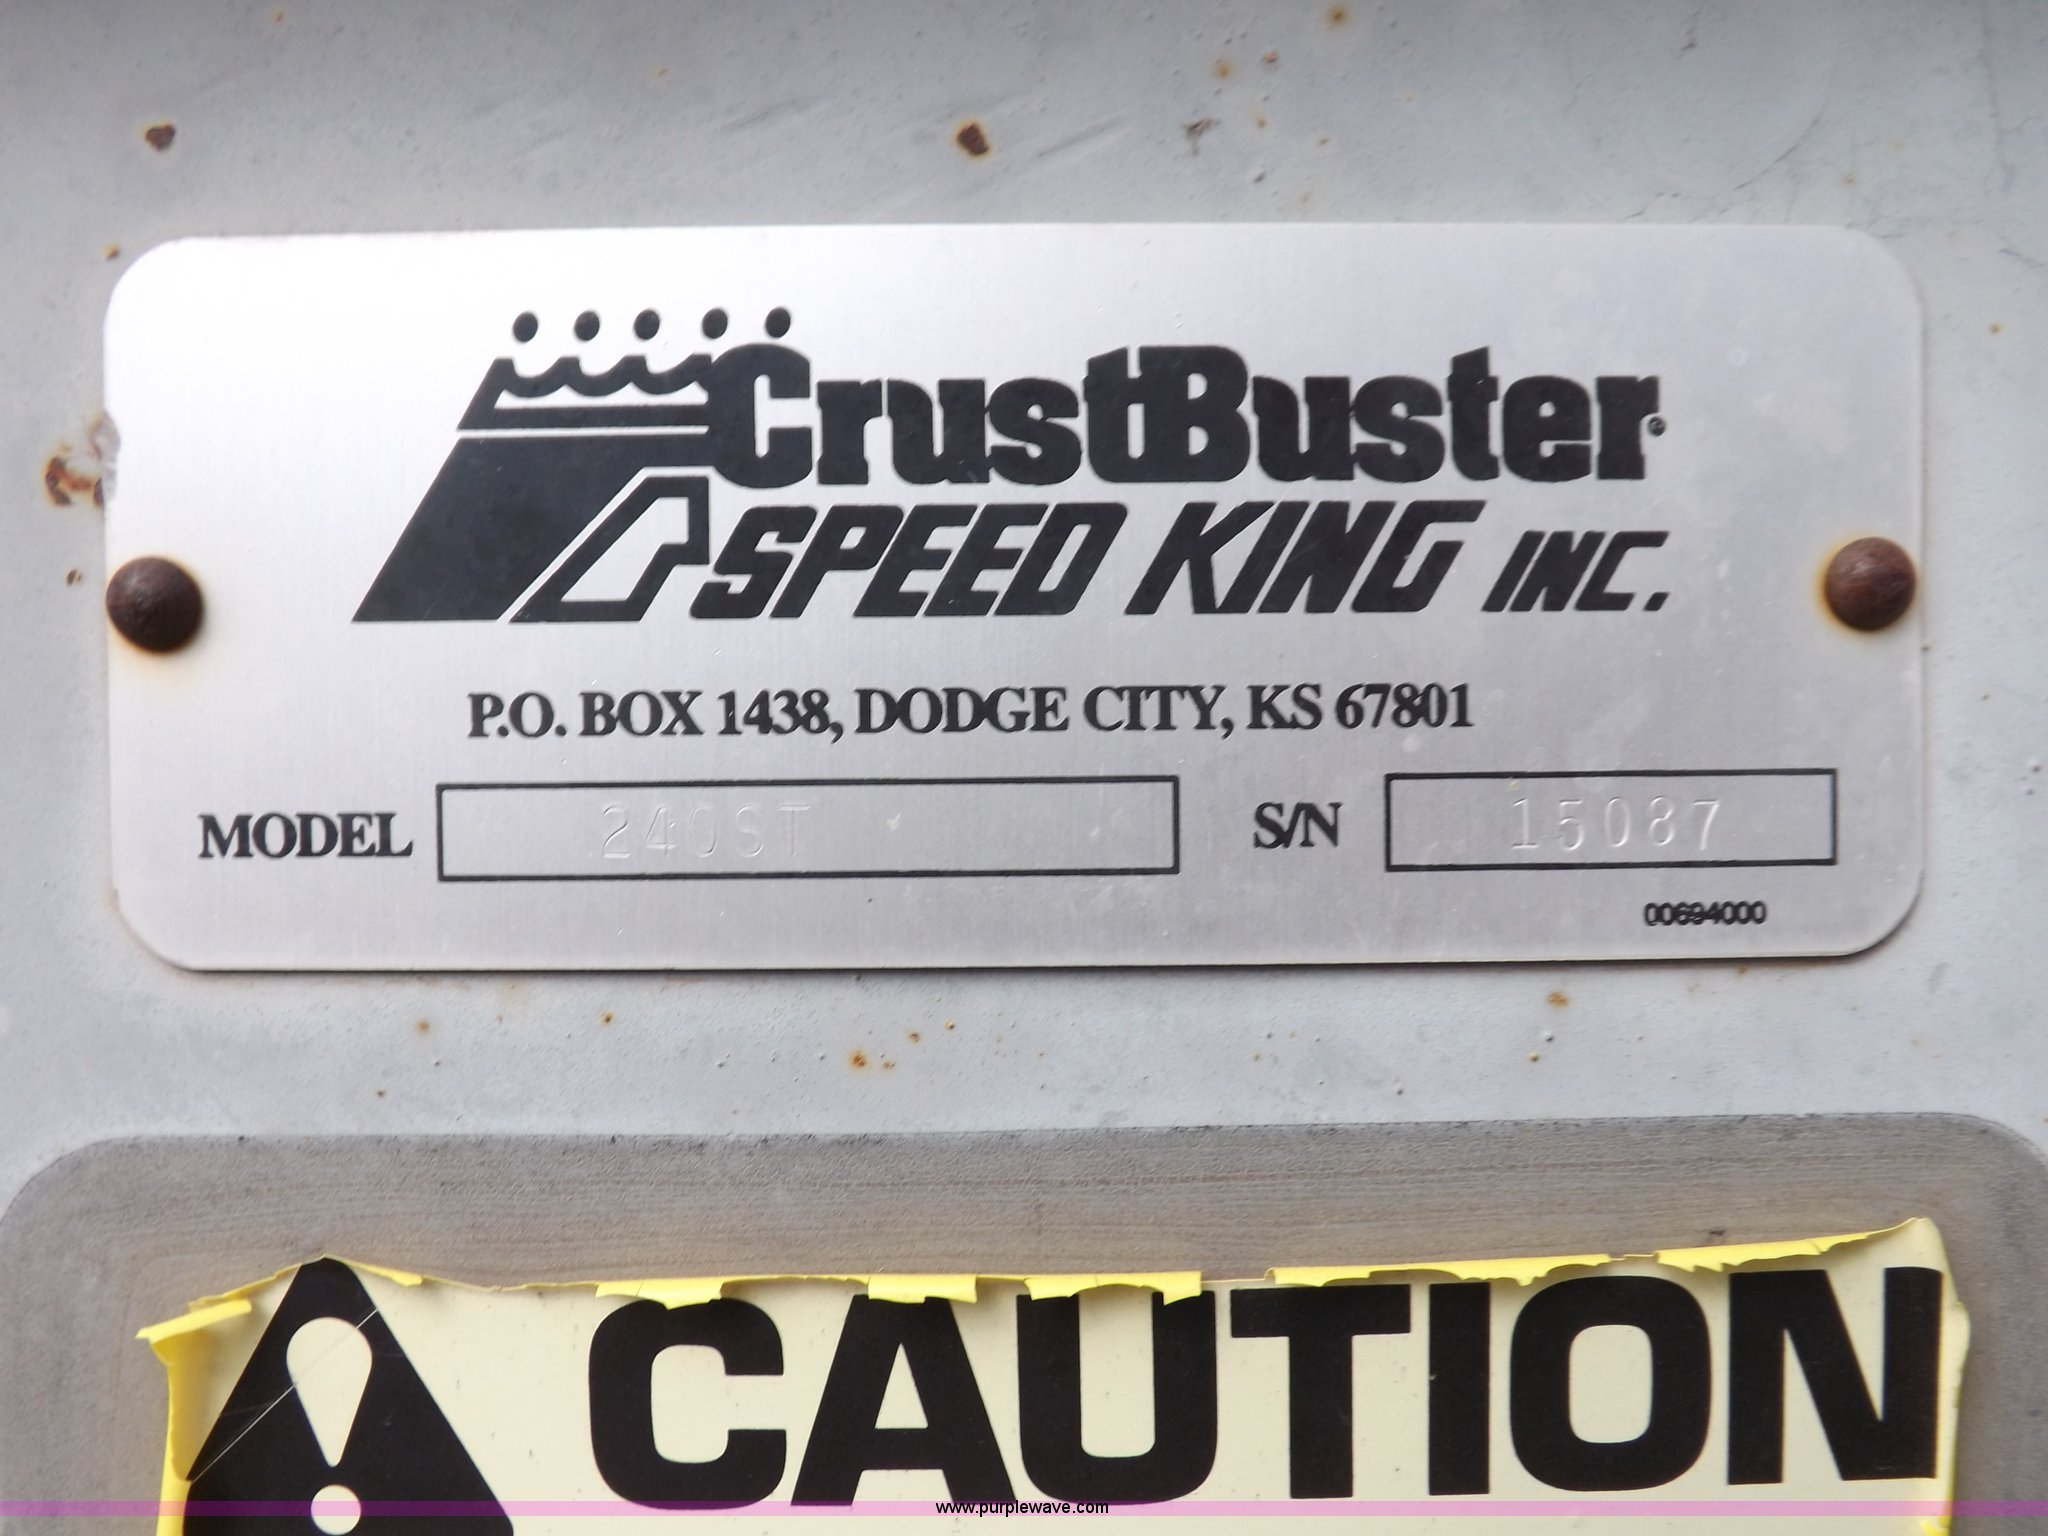 CrustBuster®
SPEED KING INC.
P.O. BOX 1438, DODGE CITY, KS 67801
MODEL 240ST S/N 15087
00694000
CAUTION
www.purplewave.com